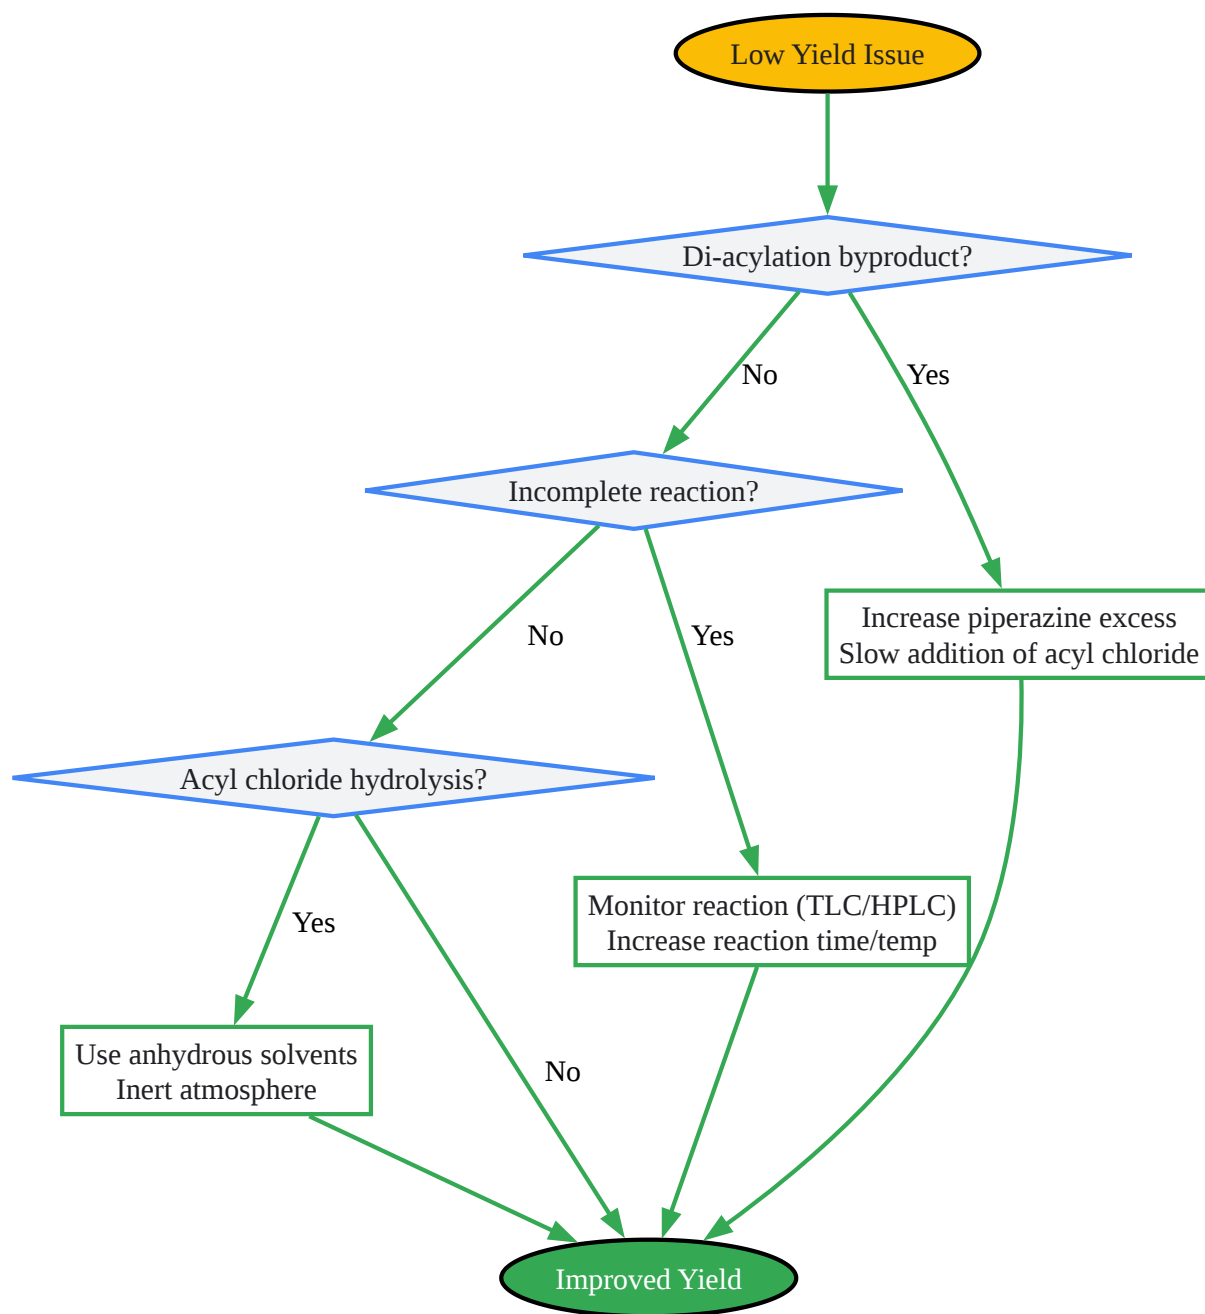 Low Yield Issue
Di-acylation byproduct?
No
Yes
Incomplete reaction?
Increase piperazine excess
Slow addition of acyl chloride
No
Yes
Acyl chloride hydrolysis?
Monitor reaction (TLC/HPLC)
Increase reaction time/temp
Yes
Use anhydrous solvents
Inert atmosphere
No
Improved Yield